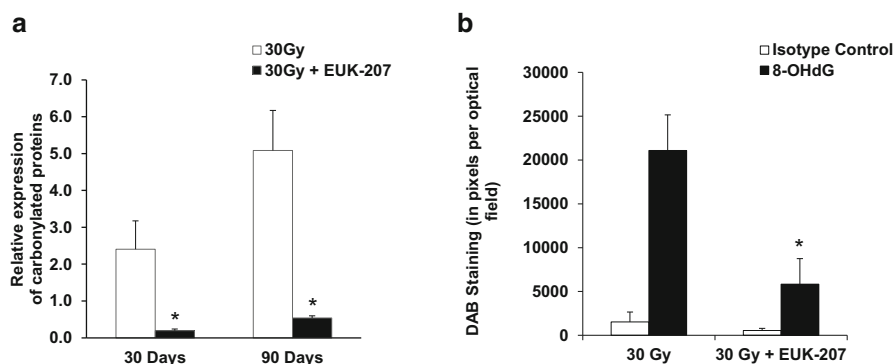 a
30Gy
30Gy + EUK-207
Relative expression
of carbonylated proteins
7.0
6.0
5.0
4.0
3.0
2.0
1.0
0.0
*
*
30 Days
90 Days
b
Isotype Control
8-OHdG
DAB Staining (in pixels per optical
field)
30000
25000
20000
15000
10000
5000
0
*
30 Gy
30 Gy + EUK-207